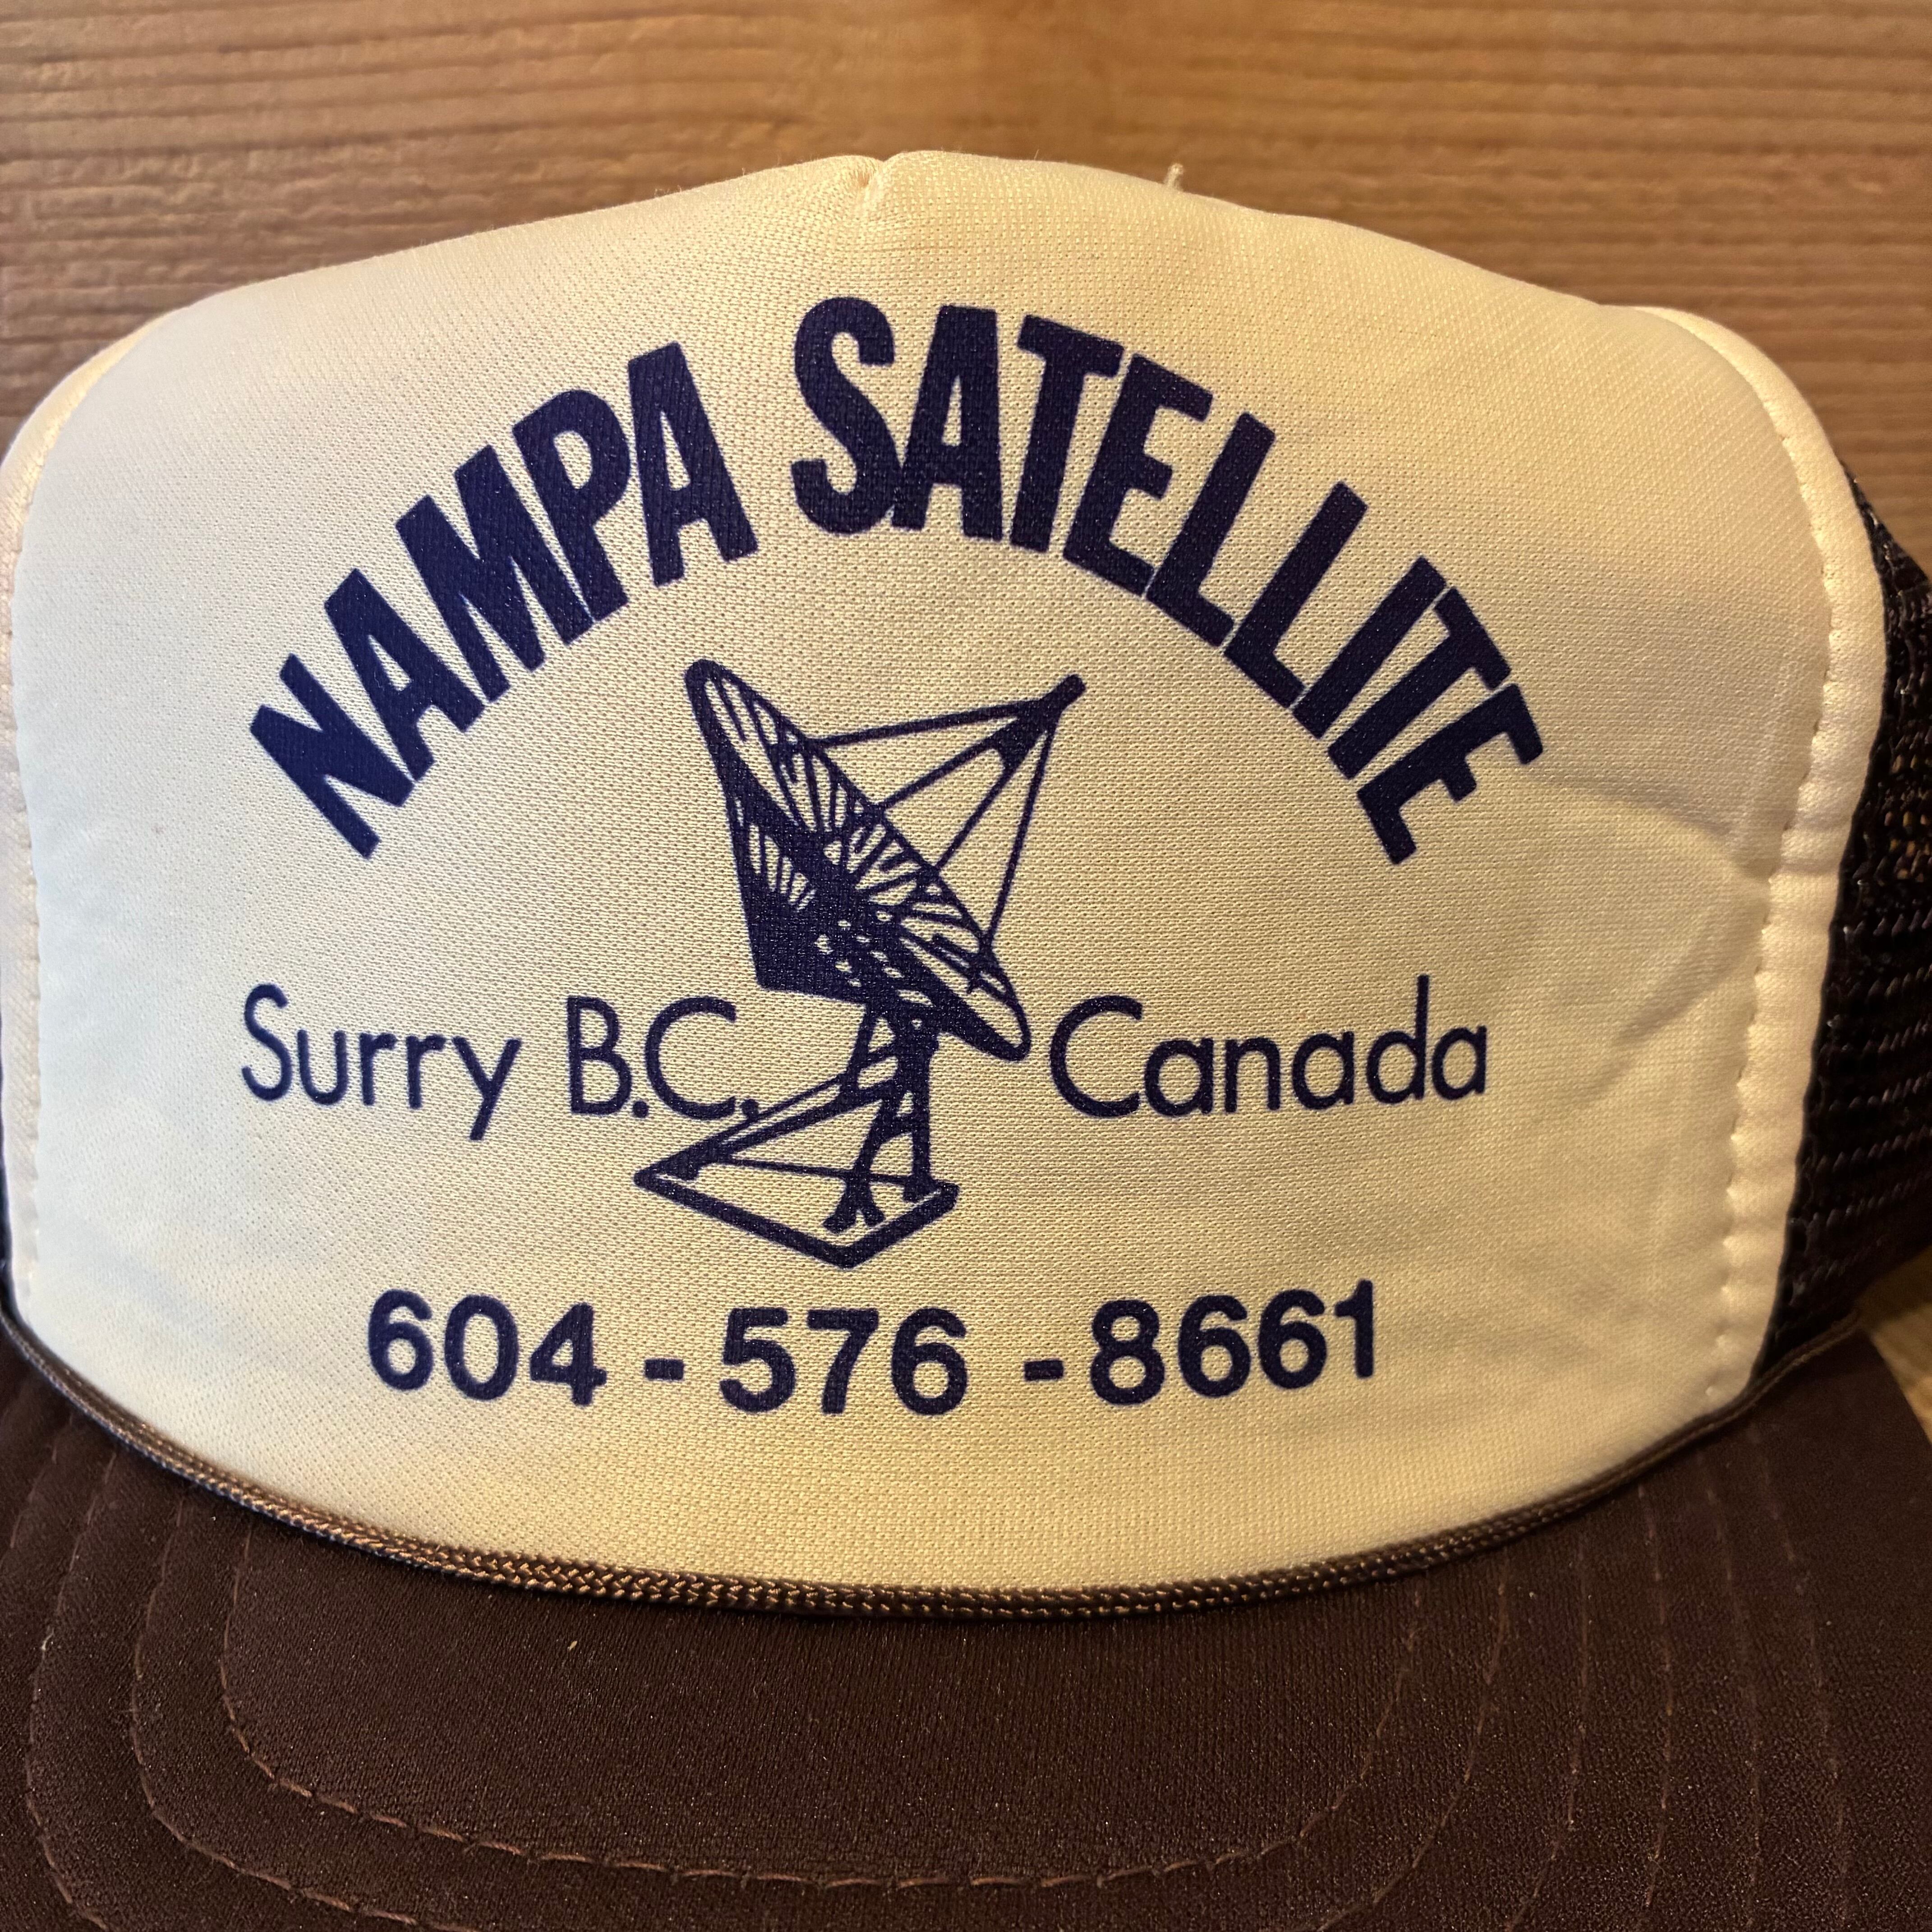 NAMPA SATELLITE
Surry B.C. Canada
604-576-8661